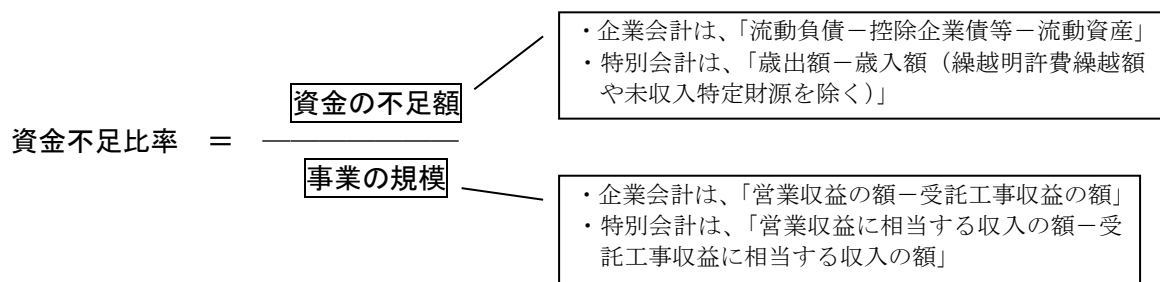 ・企業会計は、「流動負債－控除企業債等－流動資産」
・特別会計は、「歳出額－歳入額（繰越明許費繰越額
や未収入特定財源を除く）」
資金の不足額
資金不足比率 ＝
事業の規模
・企業会計は、「営業収益の額－受託工事収益の額」
・特別会計は、「営業収益に相当する収入の額－受
託工事収益に相当する収入の額」